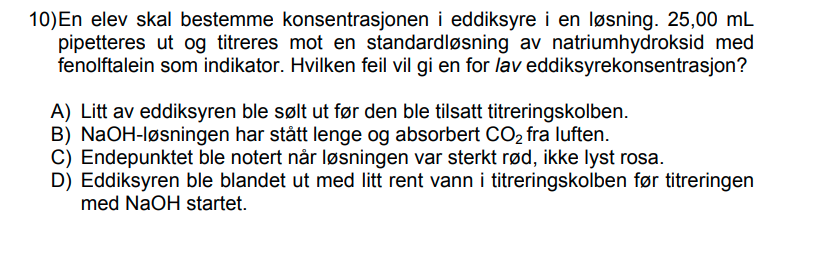 10)En elev skal bestemme konsentrasjonen i eddiksyre i en løsning. 25,00 mL
pipetteres ut og titreres mot en standardløsning av natriumhydroksid med
fenolftalein som indikator. Hvilken feil vil gi en for lav eddiksyrekonsentrasjon?
A) Litt av eddiksyren ble sølt ut før den ble tilsatt titreringskolben.
B) NaOH-løsningen har stått lenge og absorbert CO₂ fra luften.
C) Endepunktet ble notert når løsningen var sterkt rød, ikke lyst rosa.
D) Eddiksyren ble blandet ut med litt rent vann i titreringskolben før titreringen
med NaOH startet.